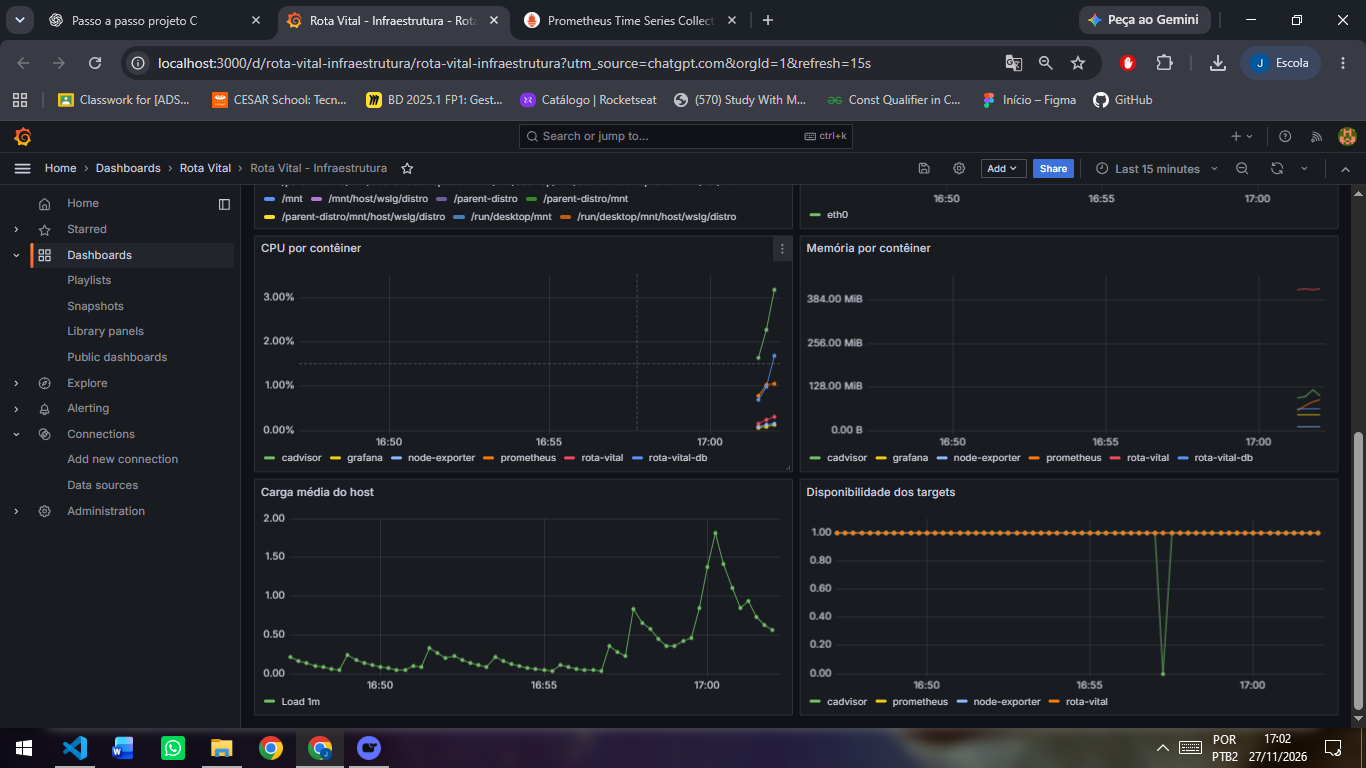 Passo a passo projeto C
Rota Vital - Infraestrutura - Rota
Prometheus Time Series Collect
Peça ao Gemini
localhost:3000/d/rota-vital-infraestrutura/rota-vital-infraestrutura?utm_source=chatgpt.com&orgId=1&refresh=15s
J Escola
Classwork for [ADS...
CESAR School: Tecn...
BD 2025.1 FP1: Gest...
Catálogo | Rocketseat
(570) Study With M...
Const Qualifier in C...
Início – Figma
GitHub
Search or jump to...
ctrl+k
Home › Dashboards › Rota Vital › Rota Vital - Infraestrutura
Add
Share
Last 15 minutes
Home
Starred
Dashboards
Playlists
Snapshots
Library panels
Public dashboards
Explore
Alerting
Connections
Add new connection
Data sources
Administration
/mnt /mnt/host/wslg/distro /parent-distro /parent-distro/mnt
/parent-distro/mnt/host/wslg/distro /run/desktop/mnt /run/desktop/mnt/host/wslg/distro
16:50 16:55 17:00
eth0
CPU por contêiner
3.00%
2.00%
1.00%
0.00%
16:50 16:55 17:00
cadvisor grafana node-exporter prometheus rota-vital rota-vital-db
Memória por contêiner
384.00 MiB
256.00 MiB
128.00 MiB
0.00 B
16:50 16:55 17:00
cadvisor grafana node-exporter prometheus rota-vital rota-vital-db
Carga média do host
2.00
1.50
1.00
0.50
0.00
16:50 16:55 17:00
Load 1m
Disponibilidade dos targets
1.00
0.80
0.60
0.40
0.20
0.00
16:50 16:55 17:00
cadvisor prometheus node-exporter rota-vital
POR
PTB2
17:02
27/11/2026